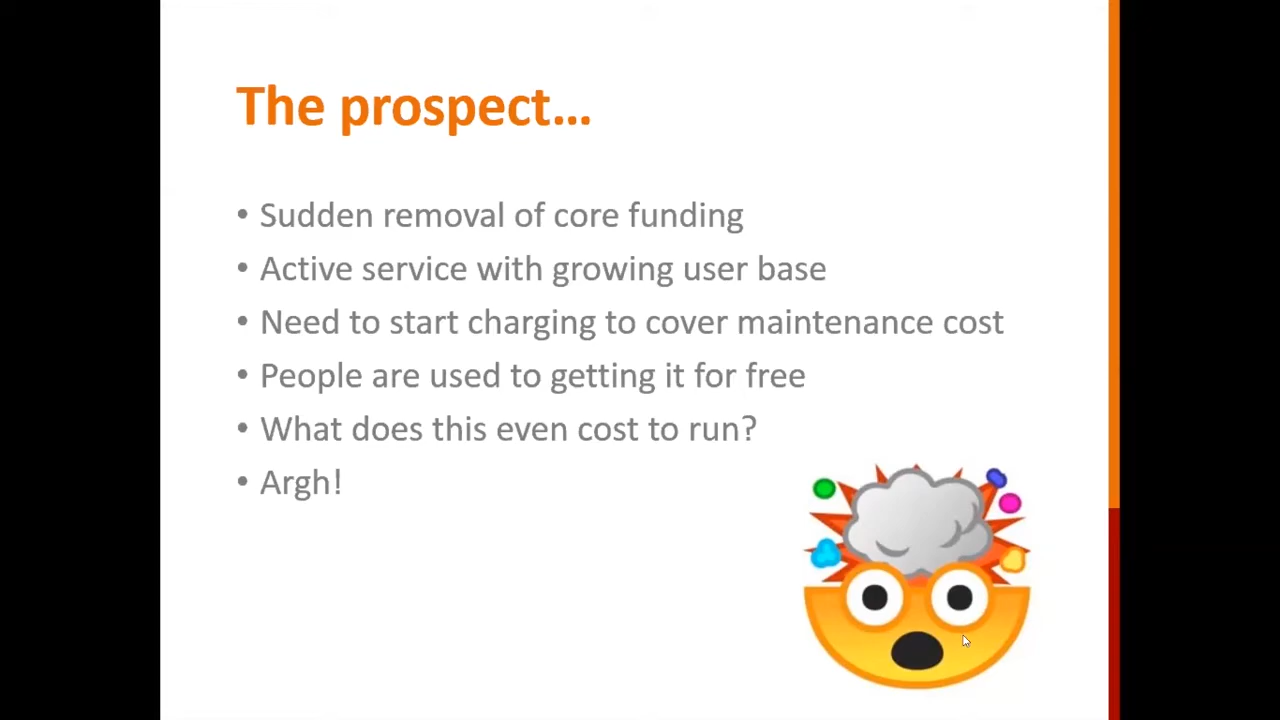 The prospect...
• Sudden removal of core funding
• Active service with growing user base
• Need to start charging to cover maintenance cost
• People are used to getting it for free
• What does this even cost to run?
• Argh!